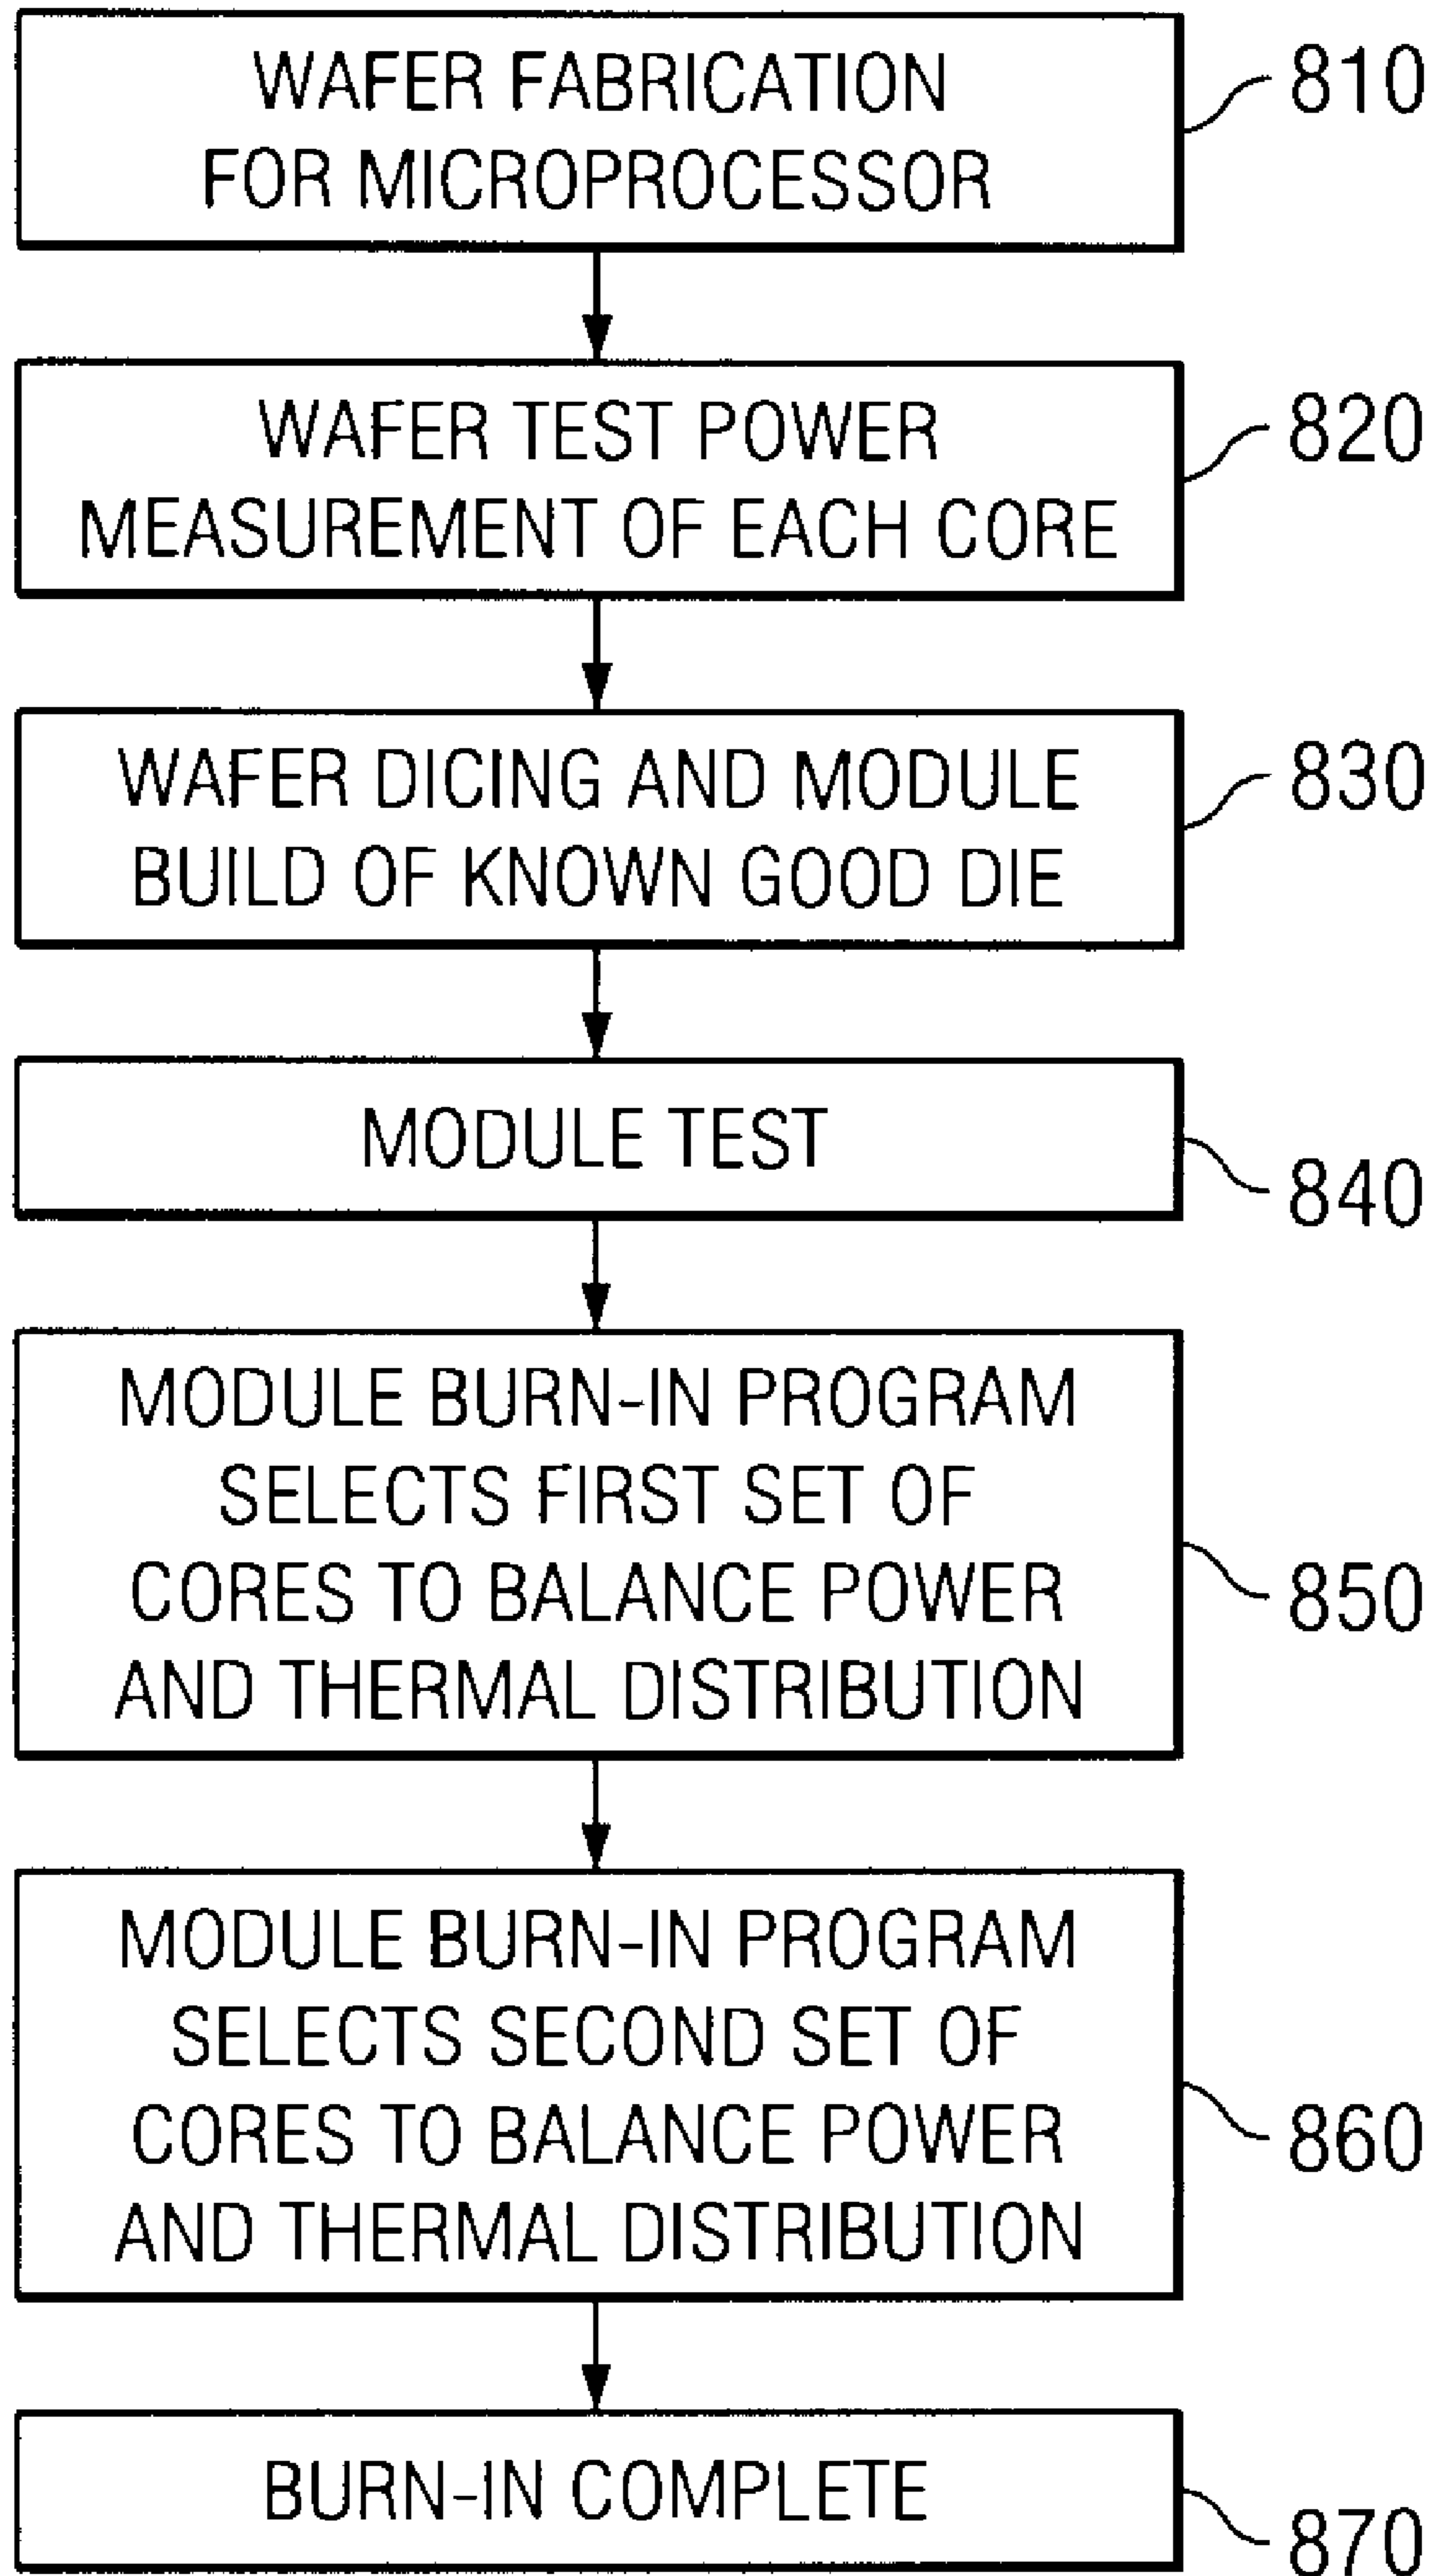 WAFER FABRICATION
FOR MICROPROCESSOR
810
WAFER TEST POWER
MEASUREMENT OF EACH CORE
820
WAFER DICING AND MODULE
BUILD OF KNOWN GOOD DIE
830
MODULE TEST
840
MODULE BURN-IN PROGRAM
SELECTS FIRST SET OF
CORES TO BALANCE POWER
AND THERMAL DISTRIBUTION
850
MODULE BURN-IN PROGRAM
SELECTS SECOND SET OF
CORES TO BALANCE POWER
AND THERMAL DISTRIBUTION
860
BURN-IN COMPLETE
870